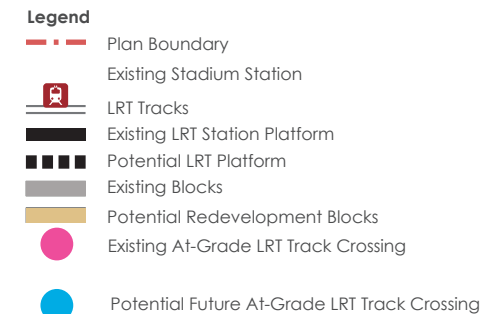 Legend
Plan Boundary
Existing Stadium Station
LRT Tracks
Existing LRT Station Platform
Potential LRT Platform
Existing Blocks
Potential Redevelopment Blocks
Existing At-Grade LRT Track Crossing
Potential Future At-Grade LRT Track Crossing